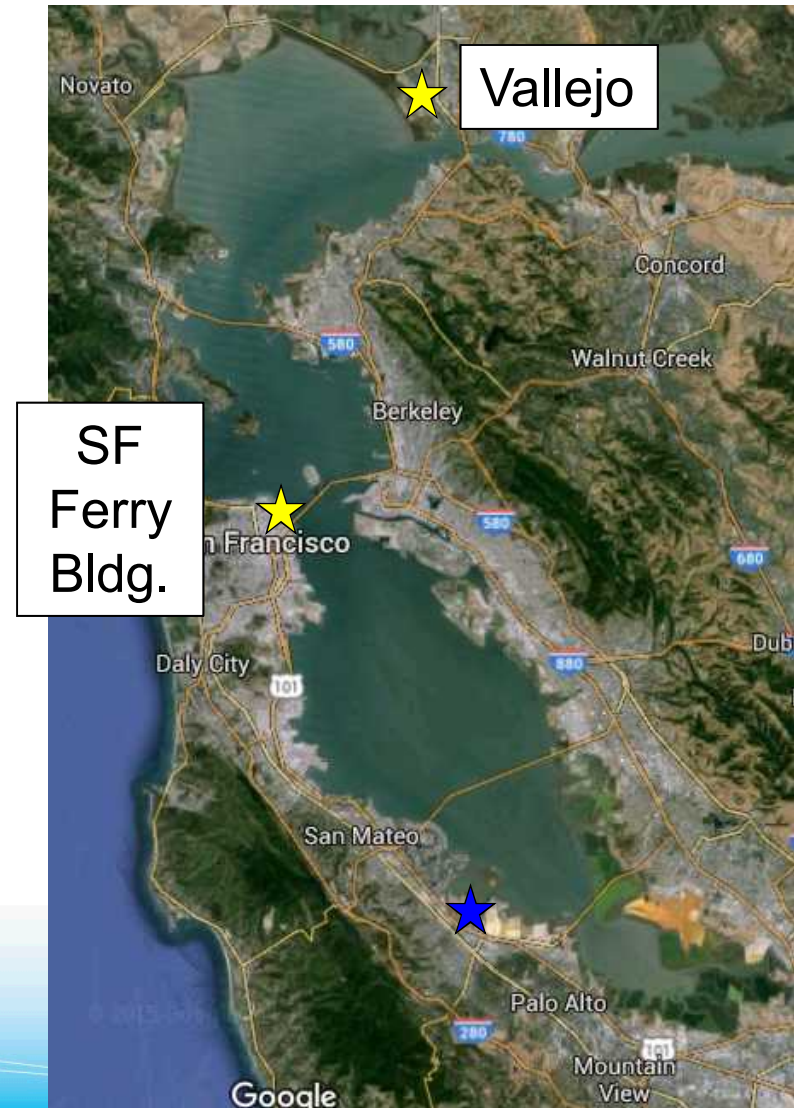 Novato
Vallejo
780
Concord
580
Walnut Creek
Berkeley
SF
Ferry
Bldg.
n Francisco
580
680
Dub
Daly City
880
101
San Mateo
Palo Alto
280
101
Mountain
View
Google